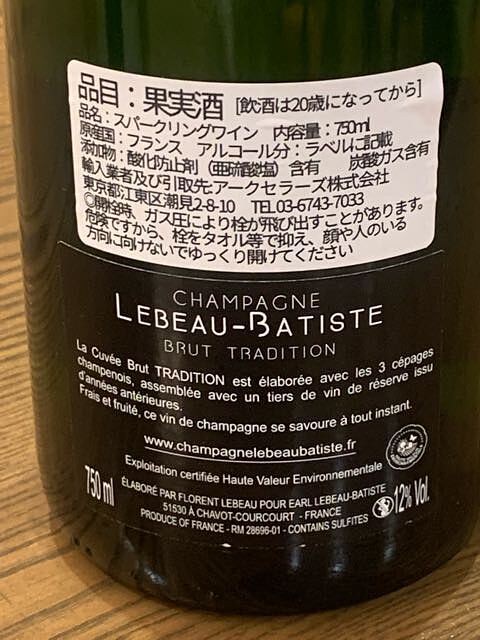 品目：果実酒 [飲酒は20歳になってから]
品名：スパークリングワイン 内容量：750ml
原産国：フランス アルコール分：ラベルに記載
添加物：酸化防止剤（亜硫酸塩）含有 炭酸ガス含有
輸入業者及び引取先アークセラーズ株式会社
東京都江東区潮見2-8-10 TEL03-6743-7033
◎開栓時、ガス圧により栓が飛び出すことがあります。
危険ですから、栓をタオル等で抑え、顔や人のいる
方向に向けないでゆっくり開けてください
CHAMPAGNE
LEBEAU-BATISTE
BRUT TRADITION
La Cuvée Brut TRADITION est élaborée avec les 3 cépages
champenois, assemblée avec un tiers de vin de réserve issu
d'années antérieures.
Frais et fruité, ce vin de champagne se savoure à tout instant.
www.champagnelebeaubatiste.fr
Exploitation certifiée Haute Valeur Environnementale
750 ml
ÉLABORÉ PAR FLORENT LEBEAU POUR EARL LEBEAU-BATISTE
51530 À CHAVOT-COURCOURT - FRANCE
PRODUCE OF FRANCE - RM 28696-01 - CONTAINS SULFITES
12% Vol.